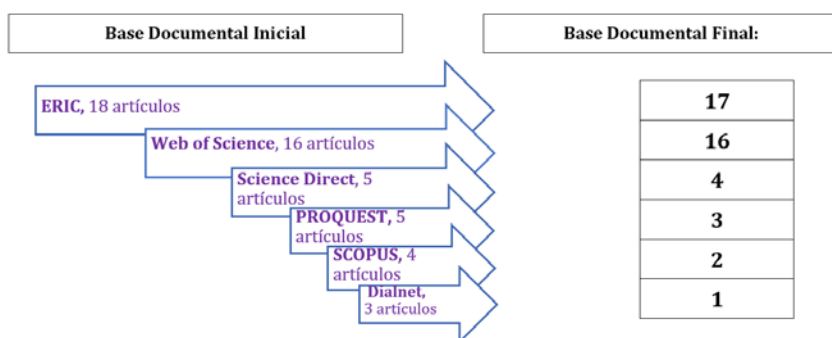 Base Documental Inicial
Base Documental Final:
ERIC, 18 artículos
17
Web of Science, 16 artículos
16
Science Direct, 5
artículos
4
PROQUEST, 5
artículos
3
SCOPUS, 4
artículos
2
Dialnet,
3 artículos
1